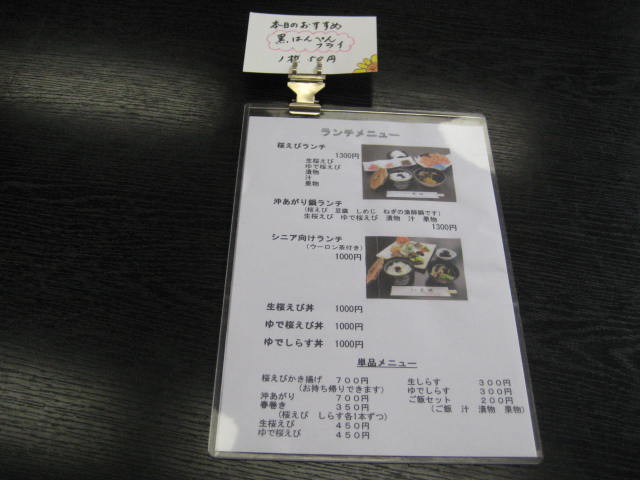 本日のおすすめ
黒はんぺん
フライ
1枚 50円
ランチメニュー
桜えびランチ
1300円
生桜えび
ゆで桜えび
漬物
汁
果物
沖あがり鍋ランチ
(桜えび 豆腐 しめじ ねぎの漁師鍋です)
生桜えび ゆで桜えび 漬物 汁 果物
1300円
シニア向けランチ
(ウーロン茶付き)
1000円
生桜えび丼 1000円
ゆで桜えび丼 1000円
ゆでしらす丼 1000円
単品メニュー
桜えびかき揚げ 700円
(お持ち帰りできます)
沖あがり 700円
春巻き 350円
(桜えび しらす各1本ずつ)
生桜えび 450円
ゆで桜えび 450円
生しらす 300円
ゆでしらす 300円
ご飯セット 200円
(ご飯 汁 漬物 果物)